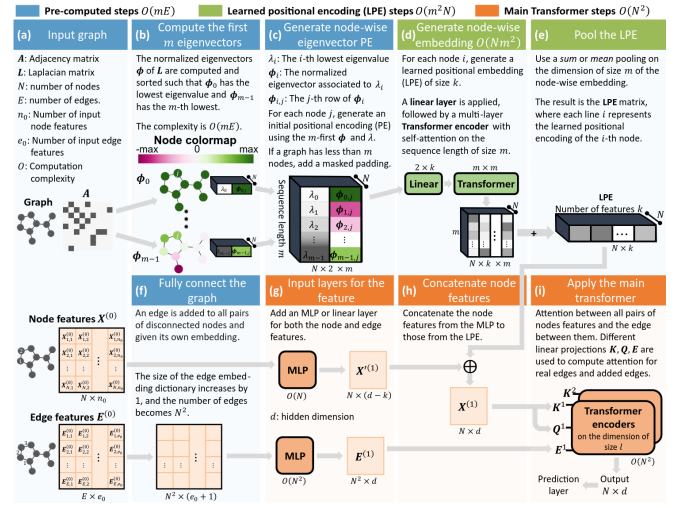 Pre-computed steps O(mE)
Learned positional encoding (LPE) steps O(m²N)
Main Transformer steps O(N²)
(a) Input graph
A: Adjacency matrix
L: Laplacian matrix
N: number of nodes
E: number of edges.
n₀: Number of input
node features
e₀: Number of input edge
features
O: Computation
complexity
A
Graph
(b) Compute the first
m eigenvectors
The normalized eigenvectors
ϕ of L are computed and
sorted such that ϕ₀ has
the lowest eigenvalue and ϕₘ₋₁
has the m-th lowest.
The complexity is O(mE).
Node colormap
-max 0 max
ϕ₀
λ₀
N
ϕₘ₋₁
N
(c) Generate node-wise
eigenvector PE
λᵢ: The i-th lowest eigenvalue
ϕᵢ: The normalized
eigenvector associated to λᵢ
ϕᵢ,ⱼ: The j-th row of ϕᵢ
For each node j, generate an
initial positional encoding (PE)
using the m-first ϕ and λ.
If a graph has less than m
nodes, add a masked padding.
Sequence length m
N
λ₀ ϕ₀,ⱼ
λ₁ ϕ₁,ⱼ
λ₂ ϕ₂,ⱼ
⋮ ⋮
λₘ₋₁ ϕₘ₋₁,ⱼ
N × 2 × m
(d) Generate node-wise
embedding O(Nm²)
For each node i, generate a
learned positional embedding
(LPE) of size k.
A linear layer is applied,
followed by a multi-layer
Transformer encoder with
self-attention on the
sequence length of size m.
2 × k
m × m
Linear
Transformer
m
N
N × k × m
+
(e) Pool the LPE
Use a sum or mean pooling on
the dimension of size m of the
node-wise embedding.
The result is the LPE matrix,
where each line i represents
the learned positional
encoding of the i-th node.
LPE
Number of features k
N
...
N × k
(f) Fully connect the
graph
An edge is added to all pairs
of disconnected nodes and
given its own embedding.
The size of the edge embed-
ding dictionary increases by
1, and the number of edges
becomes N².
N² × (e₀ + 1)
Node features X⁽⁰⁾
N × n₀
Edge features E⁽⁰⁾
E × e₀
(g) Input layers for the
feature
Add an MLP or linear layer
for both the node and edge
features.
MLP
O(N)
X′⁽¹⁾
N × (d − k)
d: hidden dimension
MLP
O(N²)
E⁽¹⁾
N² × d
(h) Concatenate node
features
Concatenate the node
features from the MLP to
those from the LPE.
⊕
X⁽¹⁾
N × d
(i) Apply the main
transformer
Attention between all pairs
of nodes features and the
edge between them. Different
linear projections K, Q, E are
used to compute attention for
real edges and added edges.
K²
K¹
Q¹
E¹
Transformer
encoders
on the dimension of
size l
O(N²)
Prediction
layer
Output
N × d